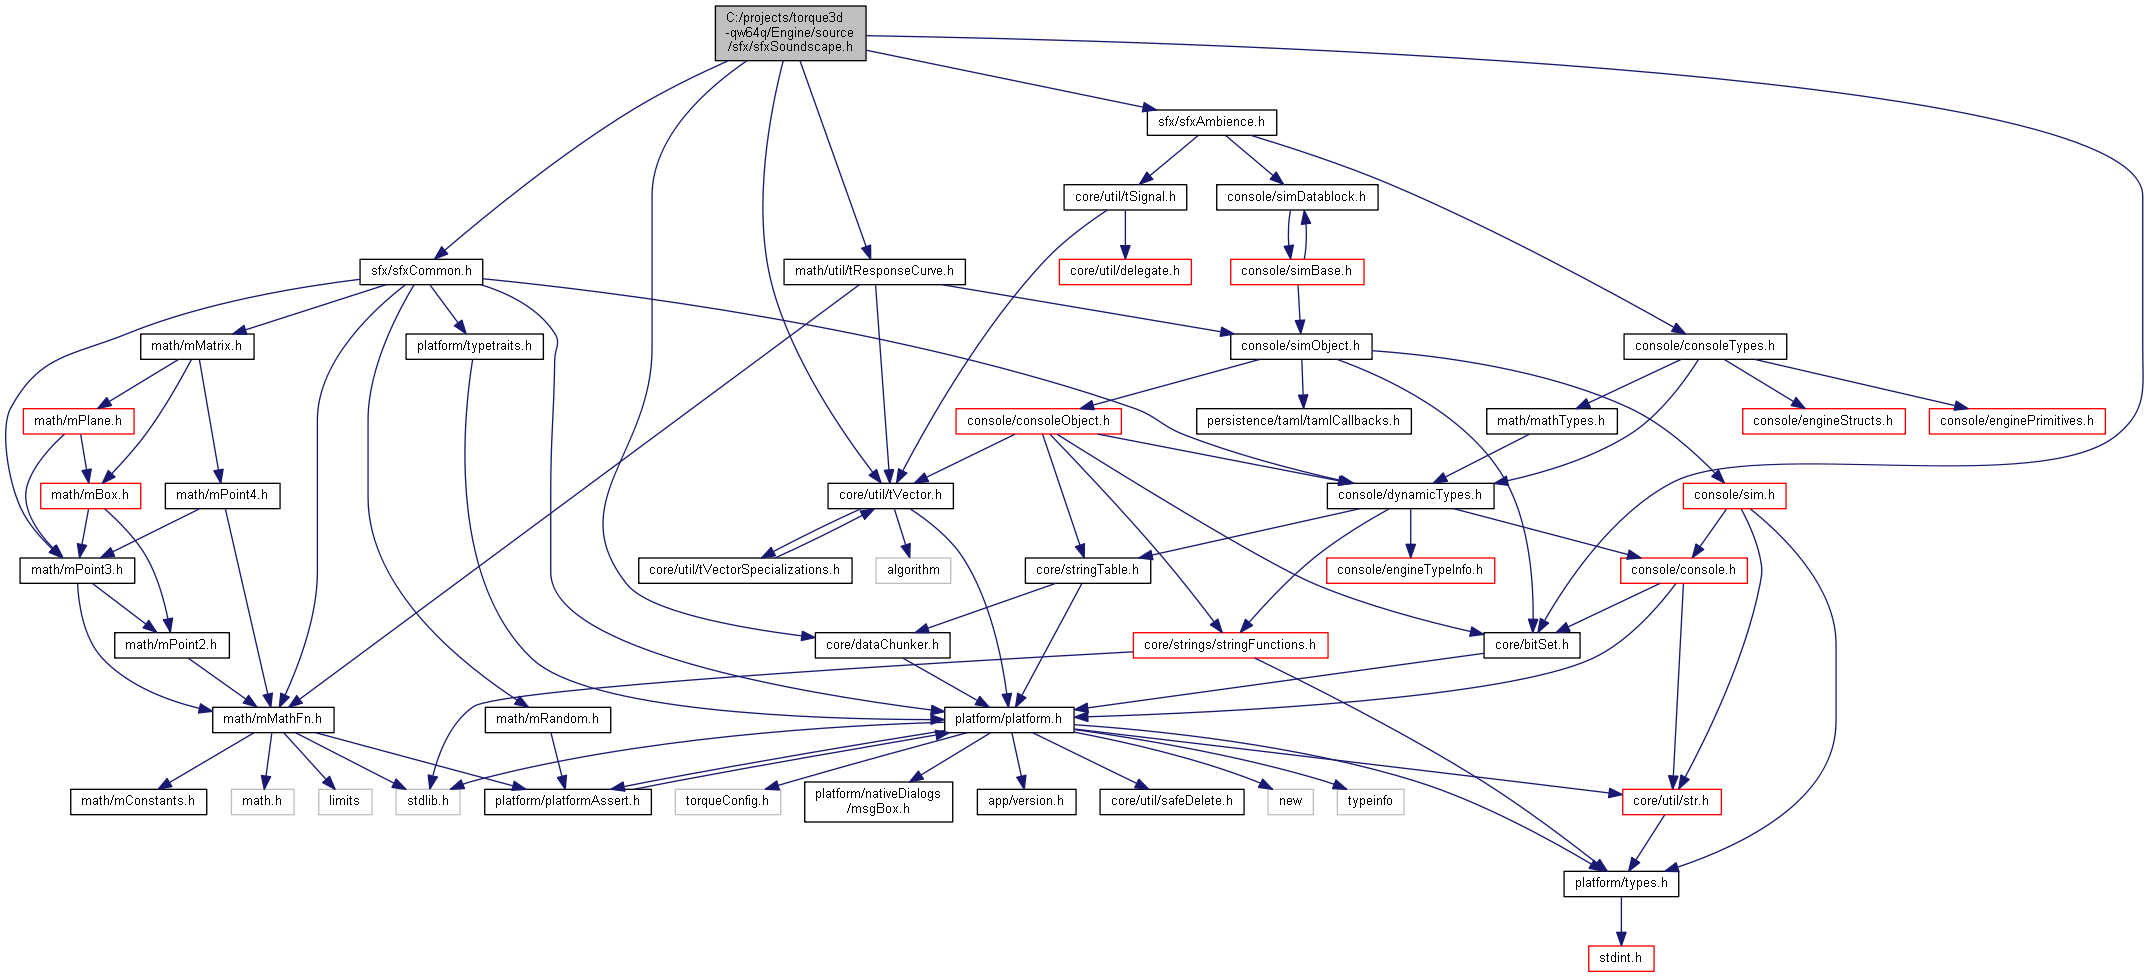 C:/projects/torque3d
-qw64q/Engine/source
/sfx/sfxSoundscape.h
sfx/sfxAmbience.h
core/util/tSignal.h
console/simDatablock.h
sfx/sfxCommon.h
math/util/tResponseCurve.h
core/util/delegate.h
console/simBase.h
math/mMatrix.h
platform/typetraits.h
console/simObject.h
console/consoleTypes.h
math/mPlane.h
console/consoleObject.h
persistence/taml/tamlCallbacks.h
math/mathTypes.h
console/engineStructs.h
console/enginePrimitives.h
math/mBox.h
math/mPoint4.h
core/util/tVector.h
console/dynamicTypes.h
console/sim.h
math/mPoint3.h
core/util/tVectorSpecializations.h
algorithm
core/stringTable.h
console/engineTypeInfo.h
console/console.h
math/mPoint2.h
core/dataChunker.h
core/strings/stringFunctions.h
core/bitSet.h
math/mMathFn.h
math/mRandom.h
platform/platform.h
math/mConstants.h
math.h
limits
stdlib.h
platform/platformAssert.h
torqueConfig.h
platform/nativeDialogs
/msgBox.h
app/version.h
core/util/safeDelete.h
new
typeinfo
core/util/str.h
platform/types.h
stdint.h